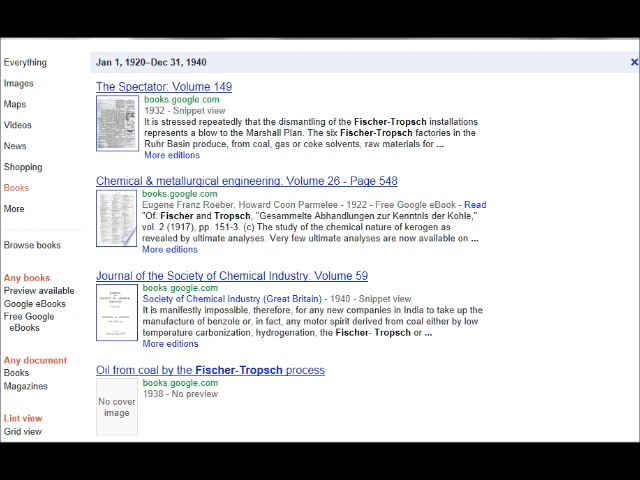 Everything
Images
Maps
Videos
News
Shopping
Books
More
Browse books
Any books
Preview available
Google eBooks
Free Google
eBooks
Any document
Books
Magazines
List view
Grid view
Jan 1, 1920–Dec 31, 1940
The Spectator: Volume 149
books.google.com
1932 - Snippet view
It is stressed repeatedly that the dismantling of the Fischer-Tropsch installations
represents a blow to the Marshall Plan. The six Fischer-Tropsch factories in the
Ruhr Basin produce, from coal, gas or coke solvents, raw materials for ...
More editions
Chemical & metallurgical engineering: Volume 26 - Page 548
books.google.com
Eugene Franz Roeber, Howard Coon Parmelee - 1922 - Free Google eBook - Read
"Of. Fischer and Tropsch, "Gesammelte Abhandlungen zur Kenntnls der Kohle,"
vol. 2 (1917), pp. 151-3. (c) The study of the chemical nature of kerogen as
revealed by ultimate analyses. Very few ultimate analyses are now available on ...
More editions
Journal of the Society of Chemical Industry: Volume 59
books.google.com
Society of Chemical Industry (Great Britain) - 1940 - Snippet view
It is manifestly impossible, therefore, for any new companies in India to take up the
manufacture of benzole or, in fact, any motor spirit derived from coal either by low
temperature carbonization, hydrogenation, the Fischer- Tropsch or ...
More editions
Oil from coal by the Fischer-Tropsch process
books.google.com
1938 - No preview
No cover
image